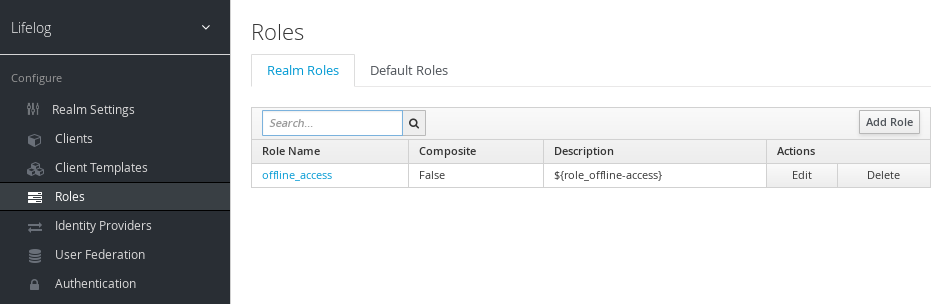 Lifelog
Configure
Realm Settings
Clients
Client Templates
Roles
Identity Providers
User Federation
Authentication
Roles
Realm Roles Default Roles
Search... Add Role
Role Name Composite Description Actions
offline_access False ${role_offline-access} Edit Delete